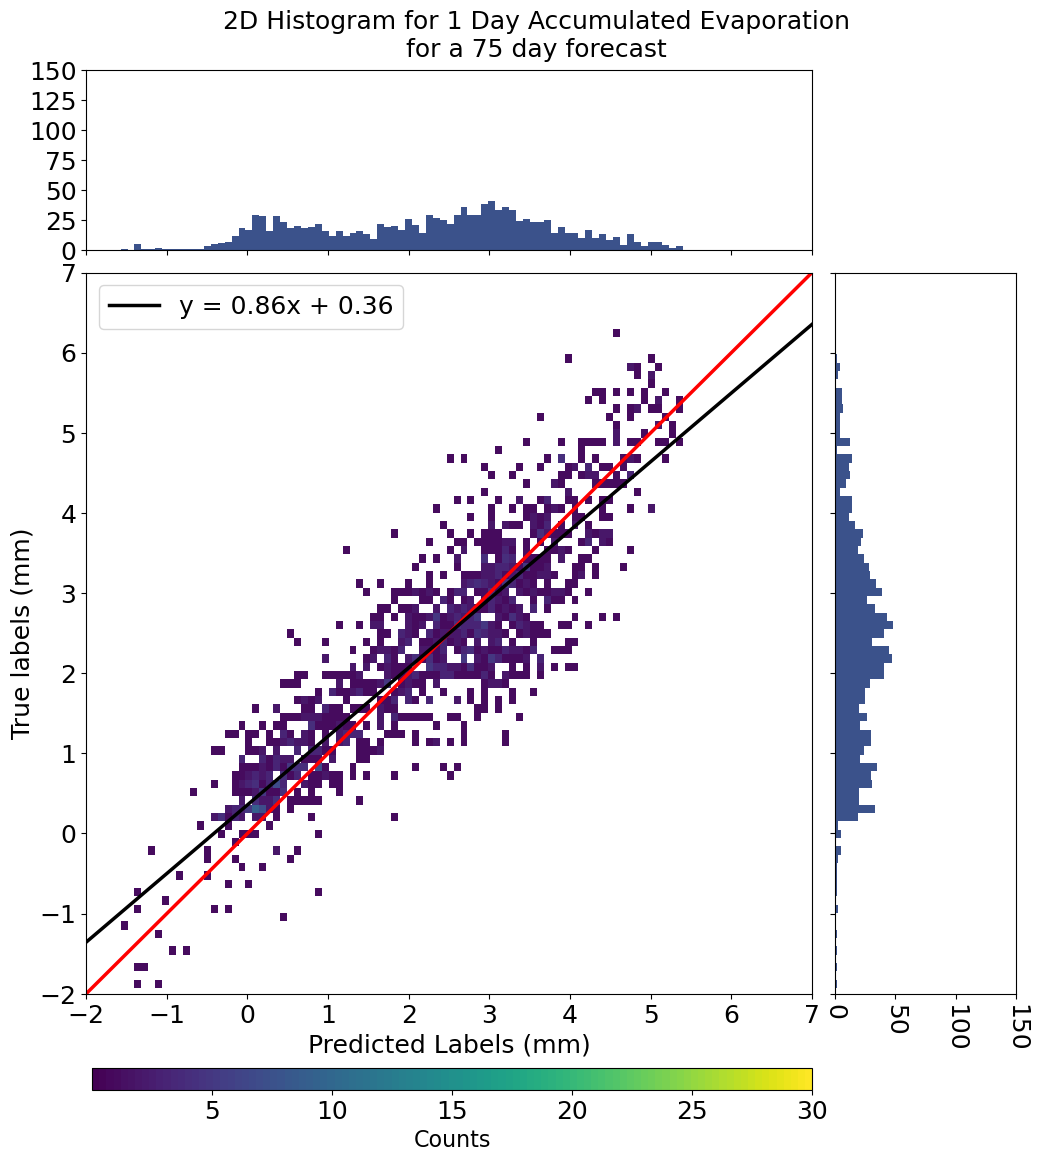 2D Histogram for 1 Day Accumulated Evaporation
for a 75 day forecast
150
125
100
75
50
25
0
7
6
5
4
3
2
1
0
−1
−2
True labels (mm)
y = 0.86x + 0.36
−2 −1 0 1 2 3 4 5 6 7
Predicted Labels (mm)
0 50 100 150
5 10 15 20 25 30
Counts